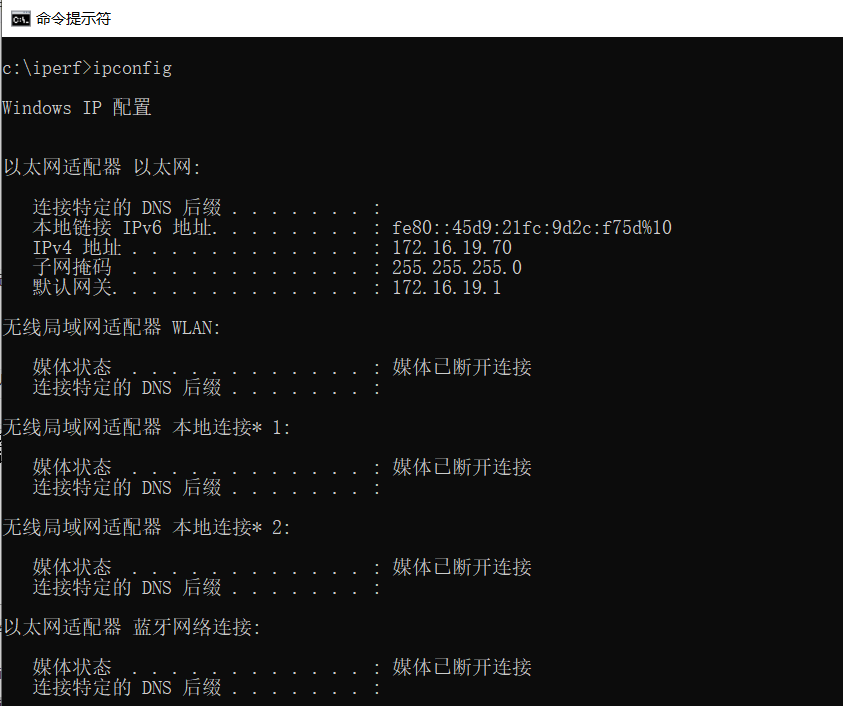 命令提示符
c:\iperf>ipconfig
Windows IP 配置
以太网适配器 以太网:
连接特定的 DNS 后缀 . . . . . . . :
本地链接 IPv6 地址. . . . . . . . : fe80::45d9:21fc:9d2c:f75d%10
IPv4 地址 . . . . . . . . . . . . : 172.16.19.70
子网掩码  . . . . . . . . . . . . : 255.255.255.0
默认网关. . . . . . . . . . . . . : 172.16.19.1
无线局域网适配器 WLAN:
媒体状态  . . . . . . . . . . . . : 媒体已断开连接
连接特定的 DNS 后缀 . . . . . . . :
无线局域网适配器 本地连接* 1:
媒体状态  . . . . . . . . . . . . : 媒体已断开连接
连接特定的 DNS 后缀 . . . . . . . :
无线局域网适配器 本地连接* 2:
媒体状态  . . . . . . . . . . . . : 媒体已断开连接
连接特定的 DNS 后缀 . . . . . . . :
以太网适配器 蓝牙网络连接:
媒体状态  . . . . . . . . . . . . : 媒体已断开连接
连接特定的 DNS 后缀 . . . . . . . :